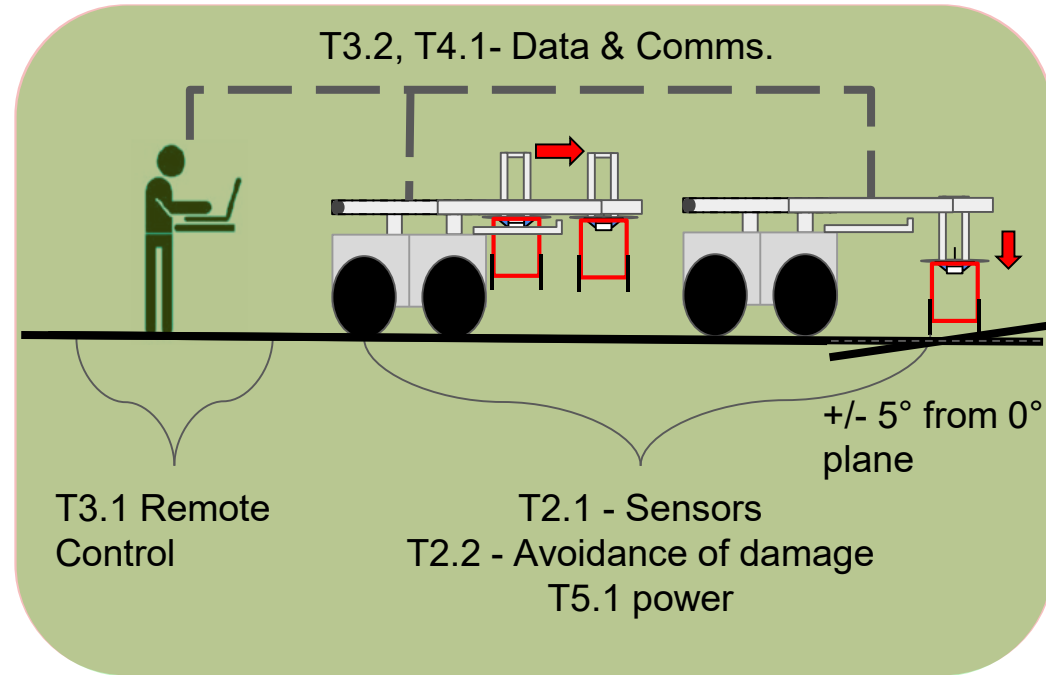 T3.2, T4.1- Data & Comms.
+/- 5° from 0°
plane
T3.1 Remote
Control
T2.1 - Sensors
T2.2 - Avoidance of damage
T5.1 power